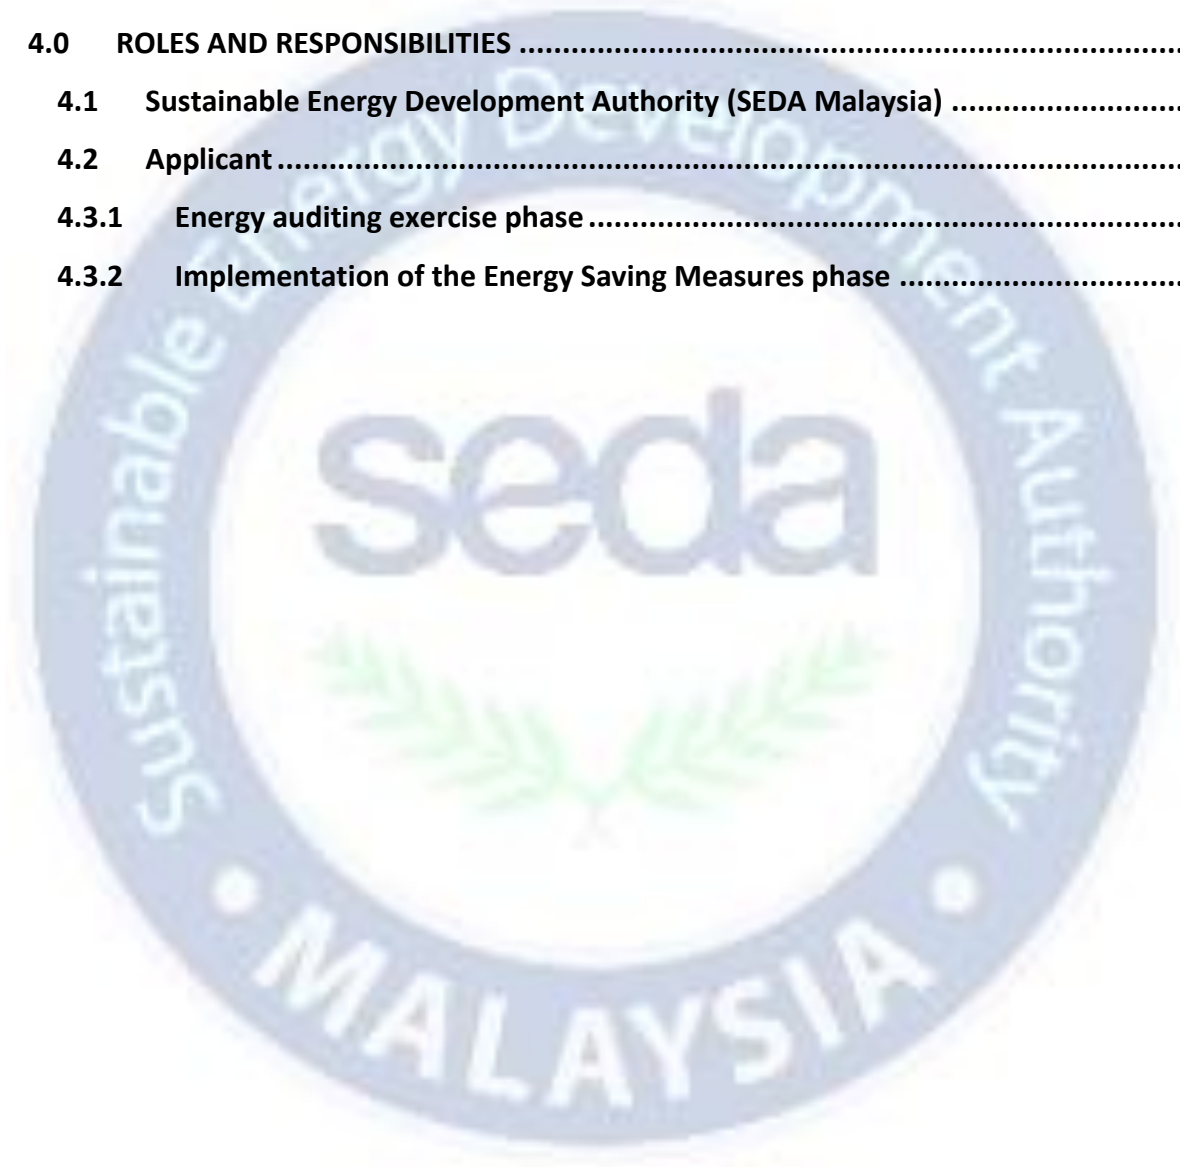 4.0 ROLES AND RESPONSIBILITIES ........................................................................
4.1 Sustainable Energy Development Authority (SEDA Malaysia) ...........................
4.2 Applicant ........................................................................................................
4.3.1 Energy auditing exercise phase ....................................................................
4.3.2 Implementation of the Energy Saving Measures phase .................................
Sustainable Energy Development Authority
seda
• MALAYSIA •